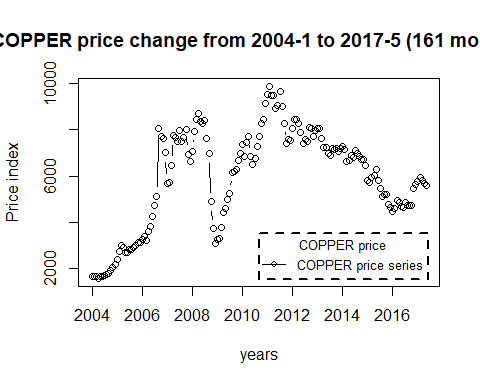 COPPER price change from 2004-1 to 2017-5 (161 mo
Price index
10000
6000
2000
COPPER price
COPPER price series
2004 2006 2008 2010 2012 2014 2016
years